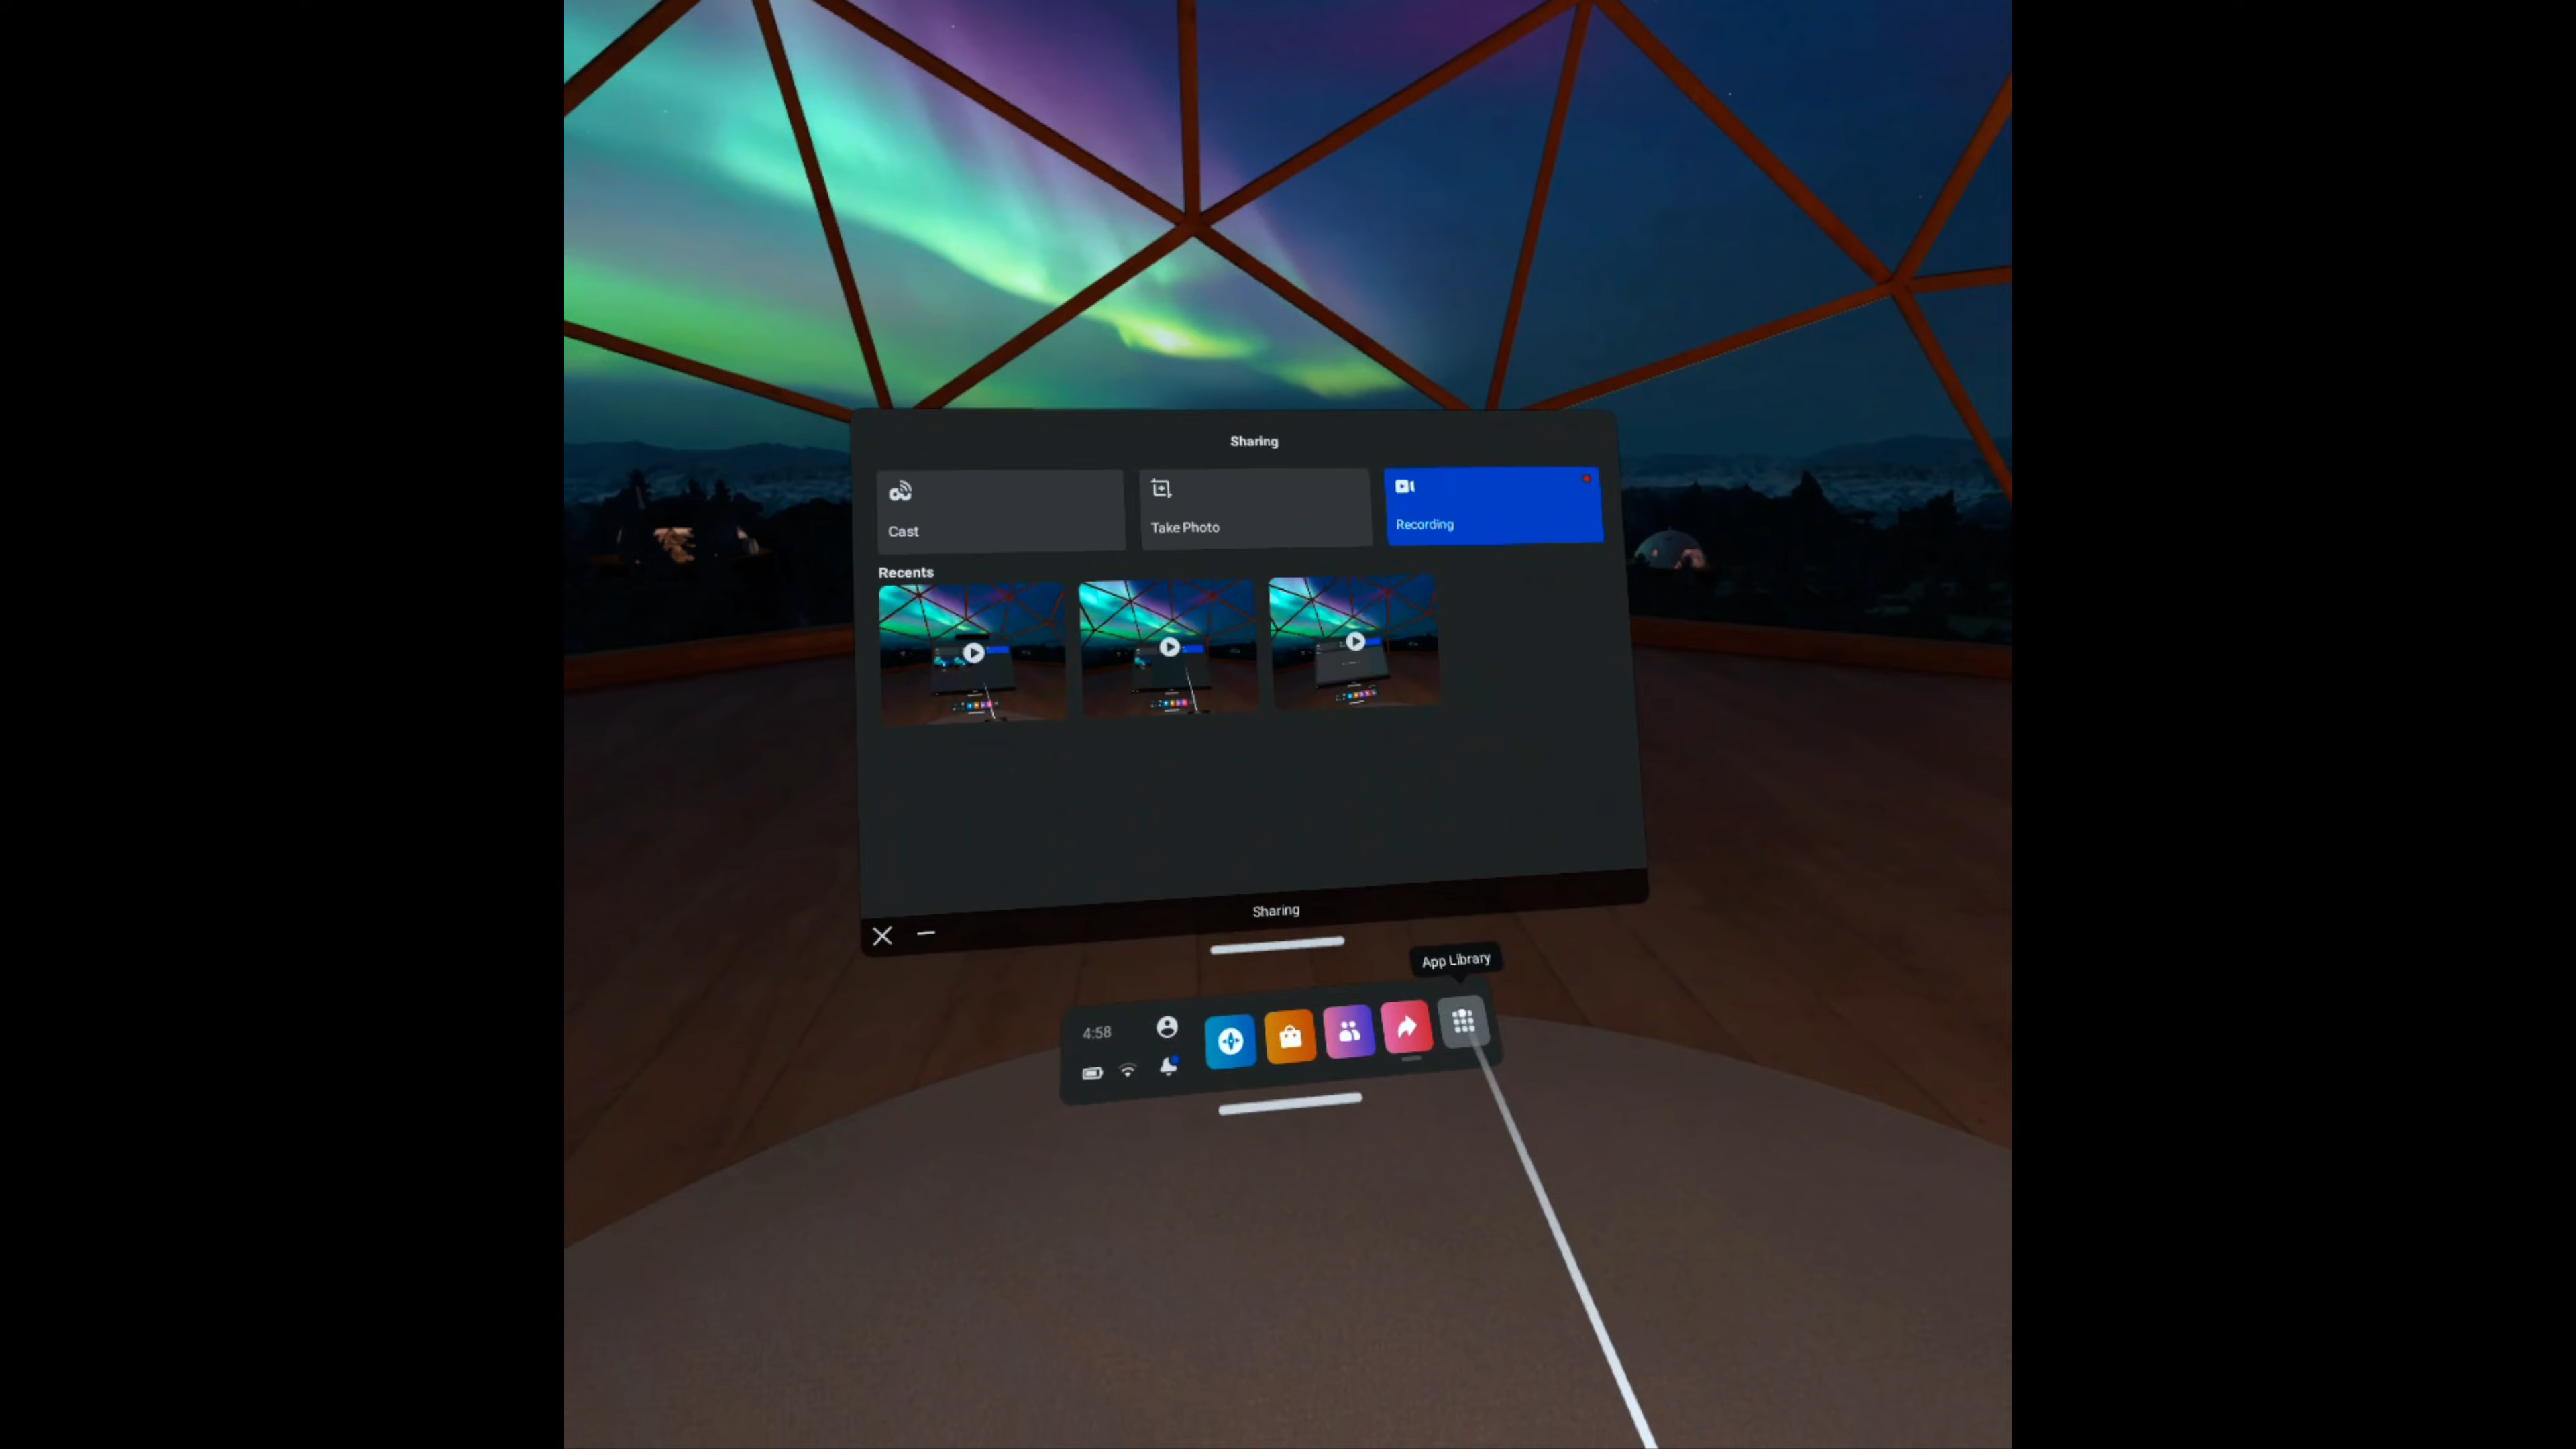 Sharing
Cast
Take Photo
Recording
Recents
Sharing
App Library
4:58